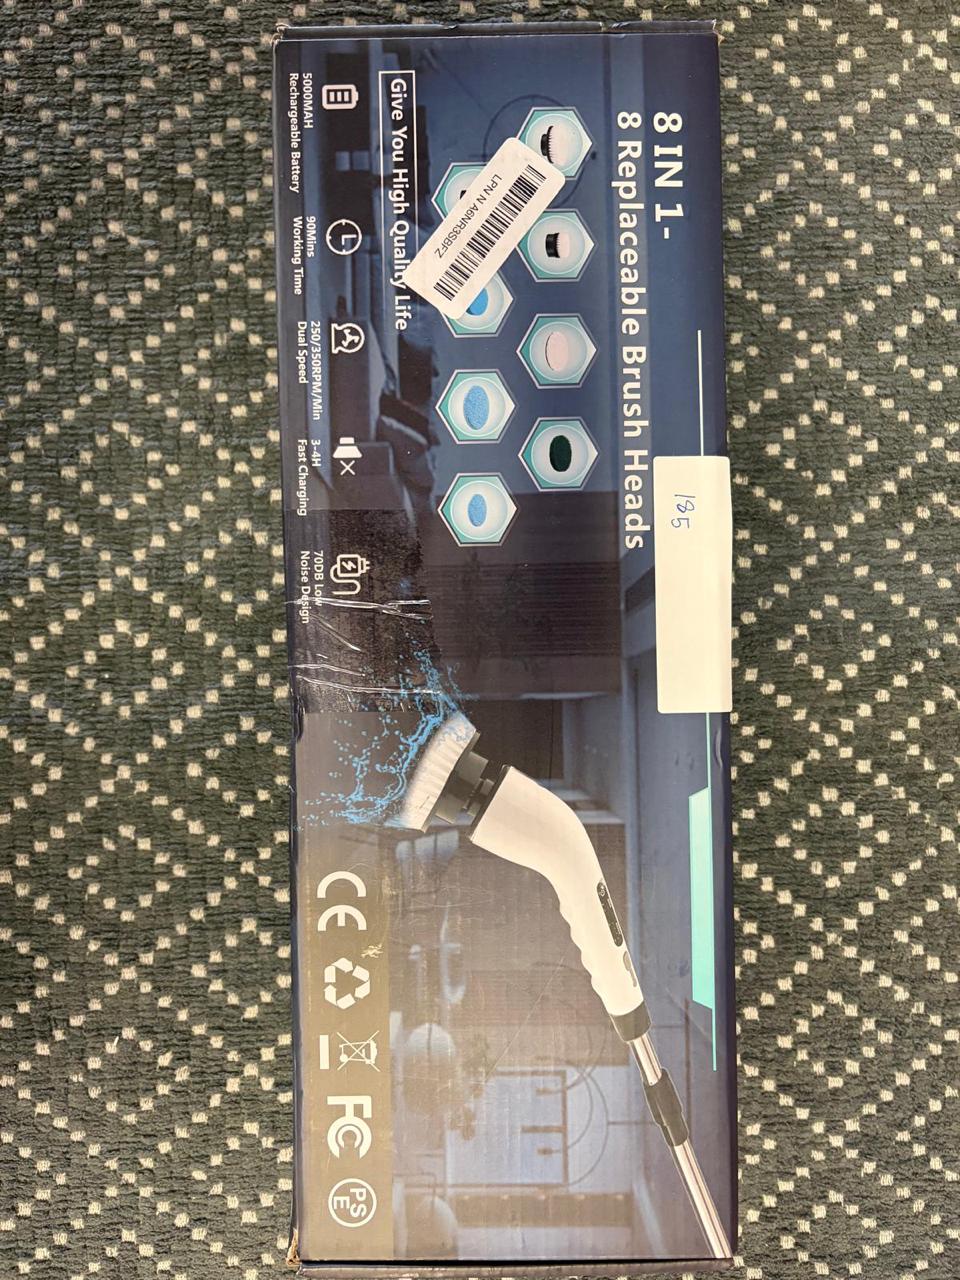 8 IN 1-
8 Replaceable Brush Heads
185
LPN N A6NR3SBFZ
Give You High Quality Life
5000MAH
Rechargeable Battery
90Mins
Working Time
250/350RPM/Min
Dual Speed
3-4H
Fast Charging
70DB Low
Noise Design
CE
FC
PS
E